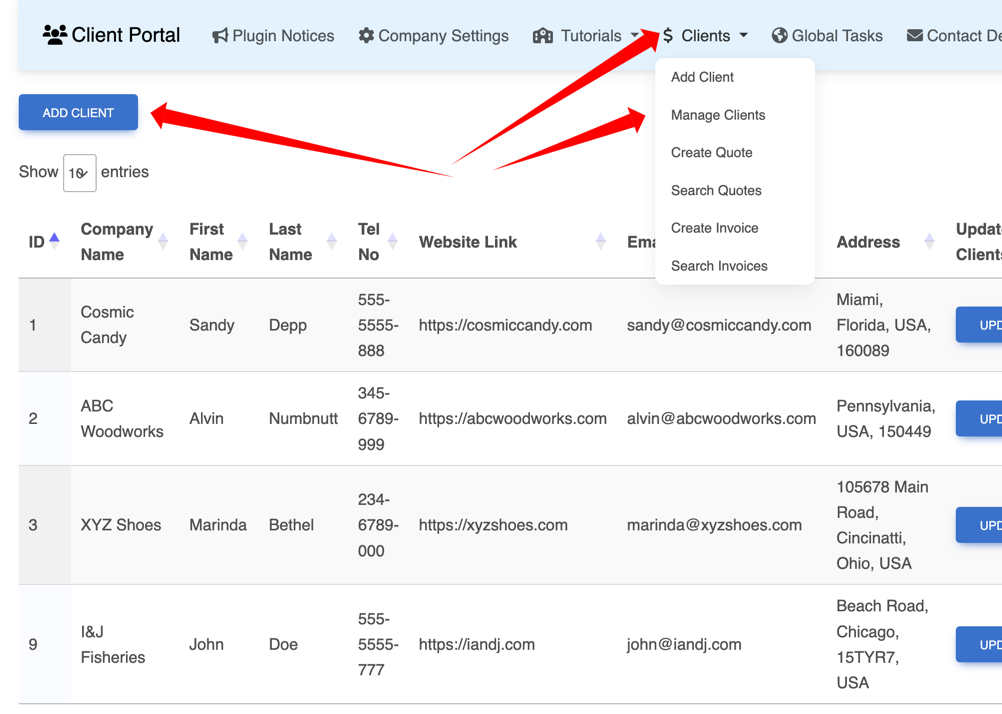 Client Portal Plugin Notices Company Settings Tutorials $ Clients Global Tasks Contact De
Add Client
Manage Clients
Create Quote
Search Quotes
Create Invoice
Search Invoices
ADD CLIENT
Show 10 entries
ID
Company
Name
First
Name
Last
Name
Tel
No
Website Link
Ema
Address
Updat
Clients
1
Cosmic
Candy
Sandy
Depp
555-
5555-
888
https://cosmiccandy.com
sandy@cosmiccandy.com
Miami,
Florida, USA,
160089
UPD
2
ABC
Woodworks
Alvin
Numbnutt
345-
6789-
999
https://abcwoodworks.com
alvin@abcwoodworks.com
Pennsylvania,
USA, 150449
UPD
3
XYZ Shoes
Marinda
Bethel
234-
6789-
000
https://xyzshoes.com
marinda@xyzshoes.com
105678 Main
Road,
Cincinatti,
Ohio, USA
UPD
9
I&J
Fisheries
John
Doe
555-
5555-
777
https://iandj.com
john@iandj.com
Beach Road,
Chicago,
15TYR7,
USA
UPD